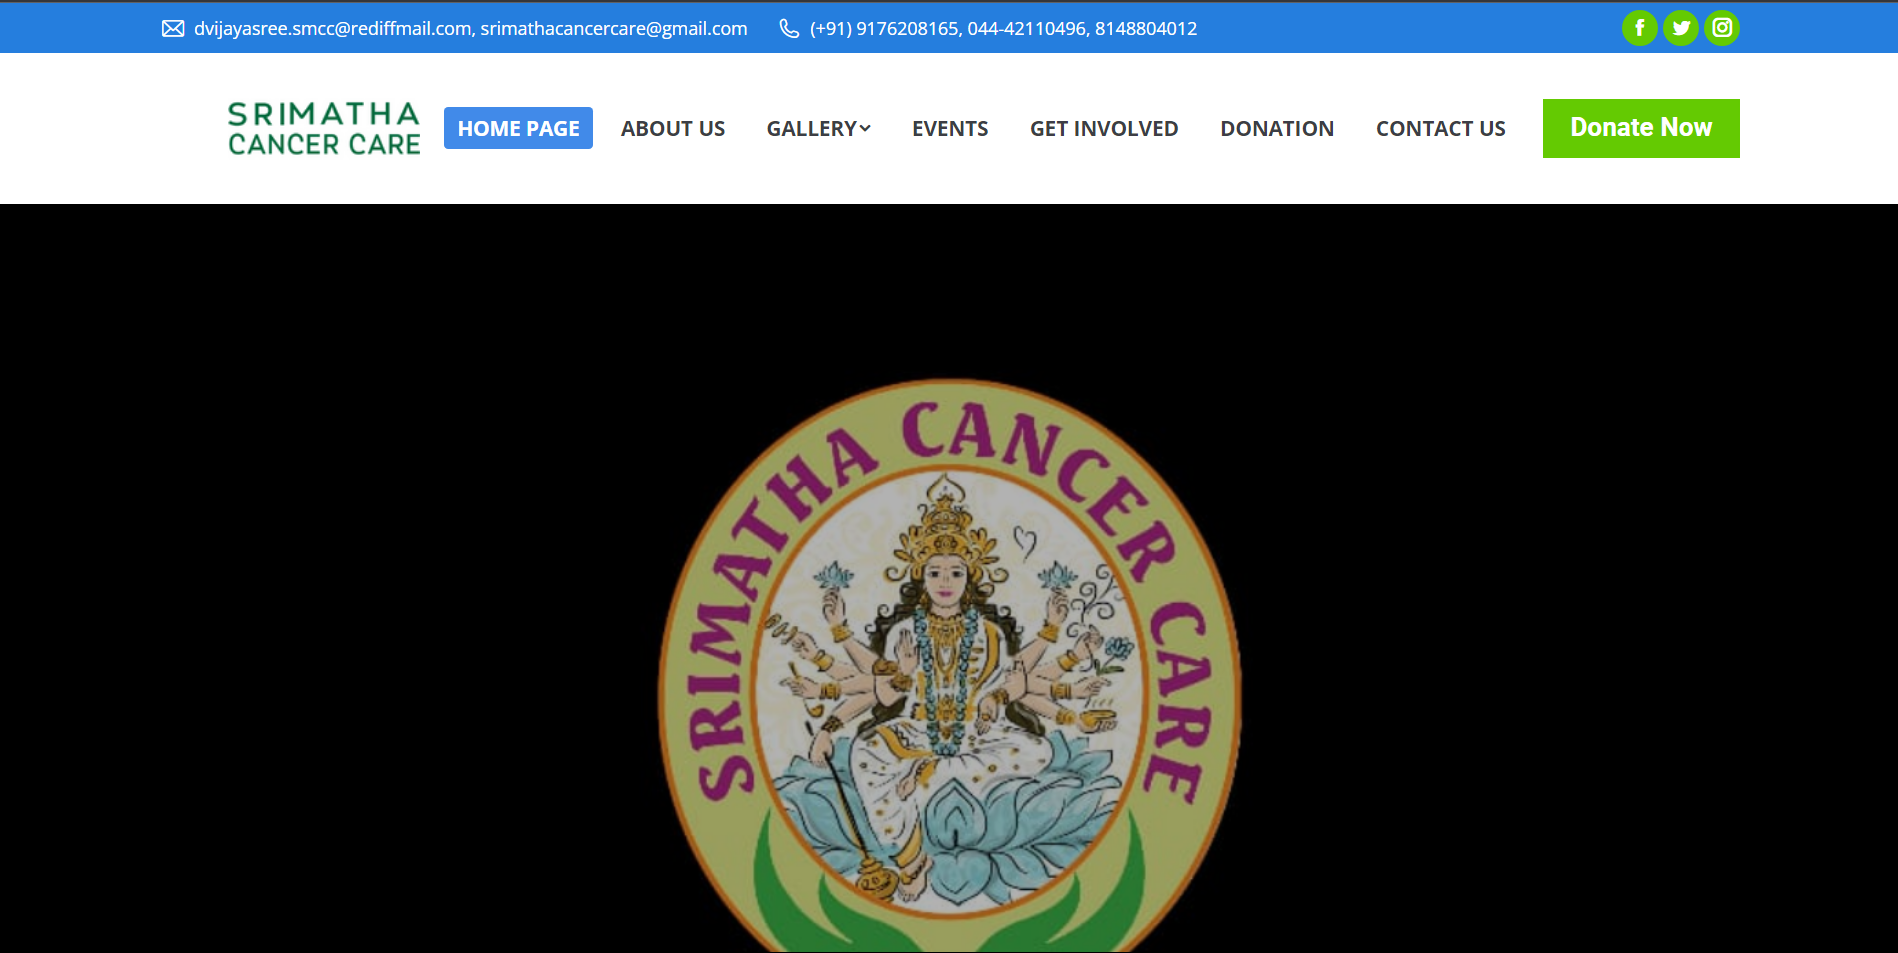 dvijayasree.smcc@rediffmail.com, srimathacancercare@gmail.com
(+91) 9176208165, 044-42110496, 8148804012
SRIMATHA
CANCER CARE
HOME PAGE
ABOUT US
GALLERY
EVENTS
GET INVOLVED
DONATION
CONTACT US
Donate Now
SRIMATHA CANCER CARE